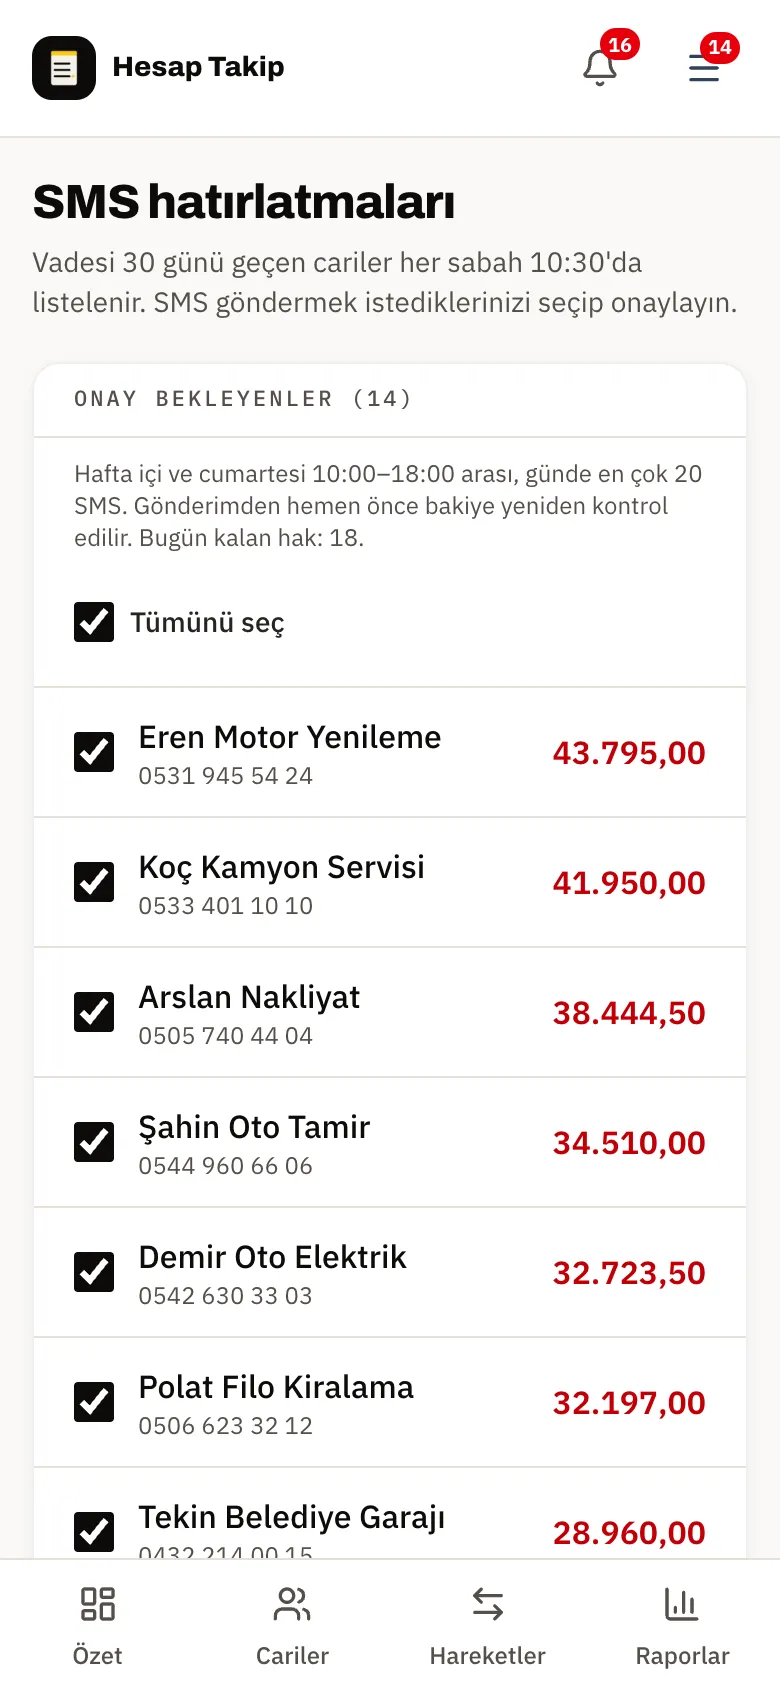 Hesap Takip
16
14
SMS hatırlatmaları
Vadesi 30 günü geçen cariler her sabah 10:30'da
listelenir. SMS göndermek istediklerinizi seçip onaylayın.
ONAY BEKLEYENLER (14)
Hafta içi ve cumartesi 10:00–18:00 arası, günde en çok 20
SMS. Gönderimden hemen önce bakiye yeniden kontrol
edilir. Bugün kalan hak: 18.
Tümünü seç
Eren Motor Yenileme
0531 945 54 24
43.795,00
Koç Kamyon Servisi
0533 401 10 10
41.950,00
Arslan Nakliyat
0505 740 44 04
38.444,50
Şahin Oto Tamir
0544 960 66 06
34.510,00
Demir Oto Elektrik
0542 630 33 03
32.723,50
Polat Filo Kiralama
0506 623 32 12
32.197,00
Tekin Belediye Garajı
0432 214 00 15
28.960,00
Özet
Cariler
Hareketler
Raporlar